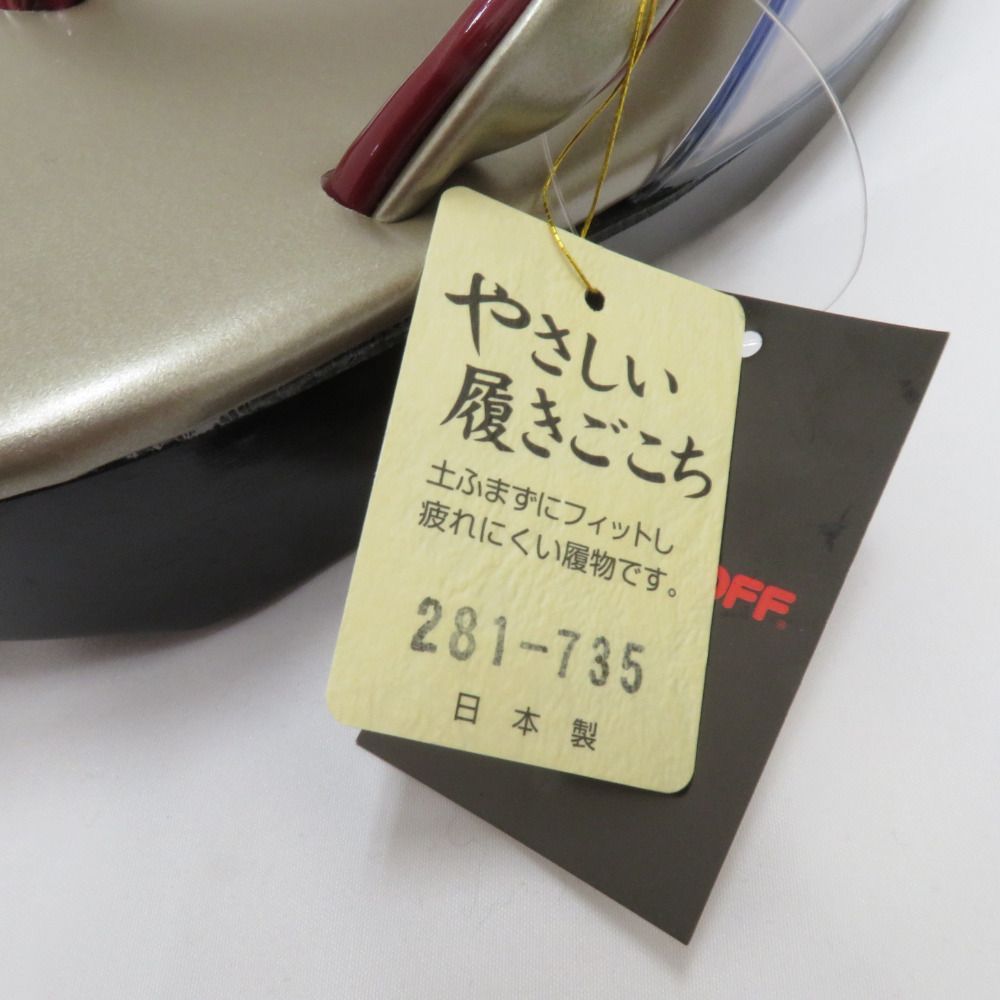 やさしい
履きごこち
土ふまずにフィットし
疲れにくい履物です。
281-735
日本製
OFF®